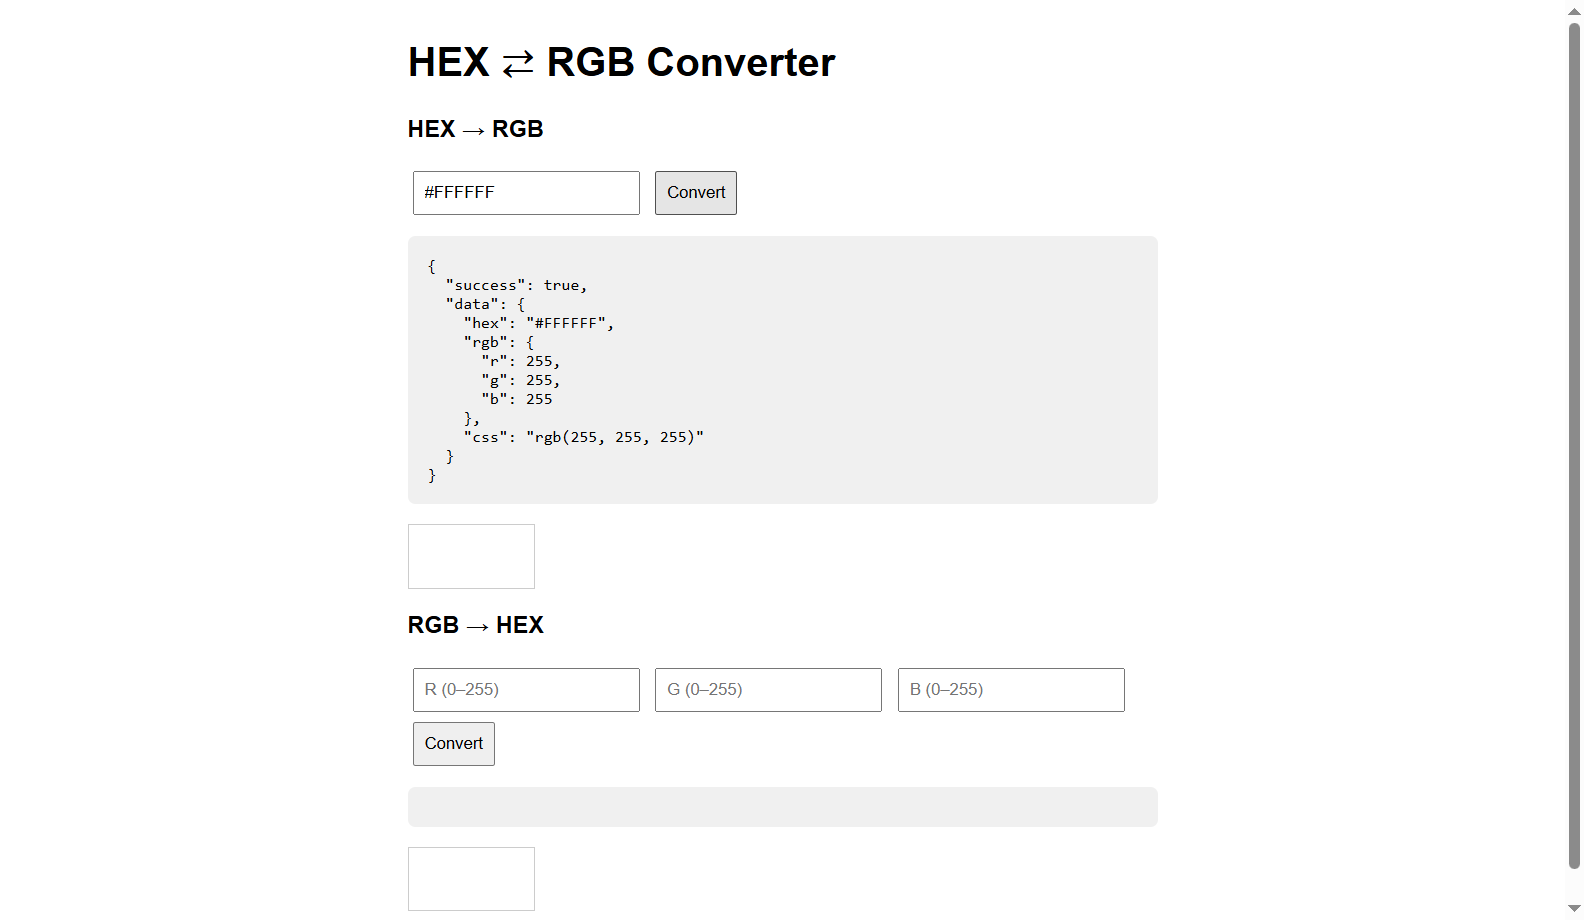 HEX ⇄ RGB Converter
HEX → RGB
#FFFFFF Convert
{
  "success": true,
  "data": {
    "hex": "#FFFFFF",
    "rgb": {
      "r": 255,
      "g": 255,
      "b": 255
    },
    "css": "rgb(255, 255, 255)"
  }
}
RGB → HEX
R (0–255) G (0–255) B (0–255)
Convert